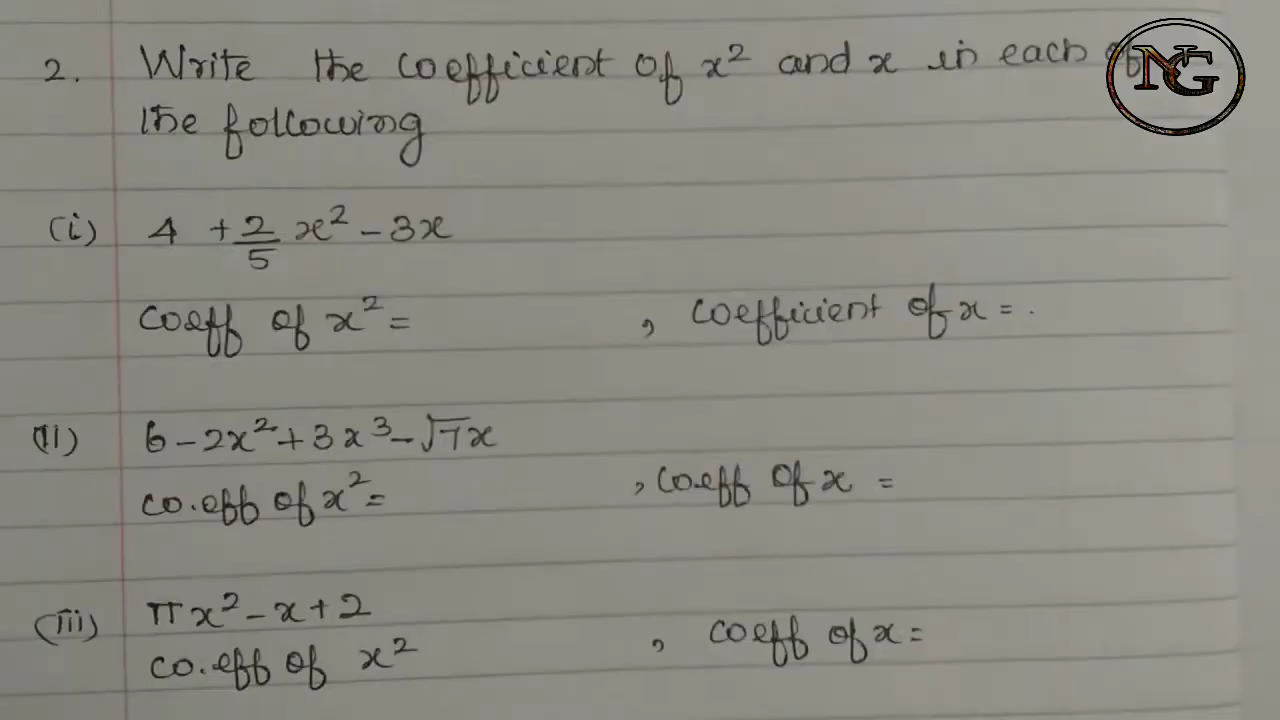 2. Write the coefficient of x² and x in each of
the following
(i) 4 + 2/5 x² - 3x
coeff of x² = , coefficient of x = .
(ii) 6 - 2x² + 3x³ - √7x
co.eff of x² = , co.eff of x =
(iii) πx² - x + 2
co.eff of x² , coeff of x =
NG